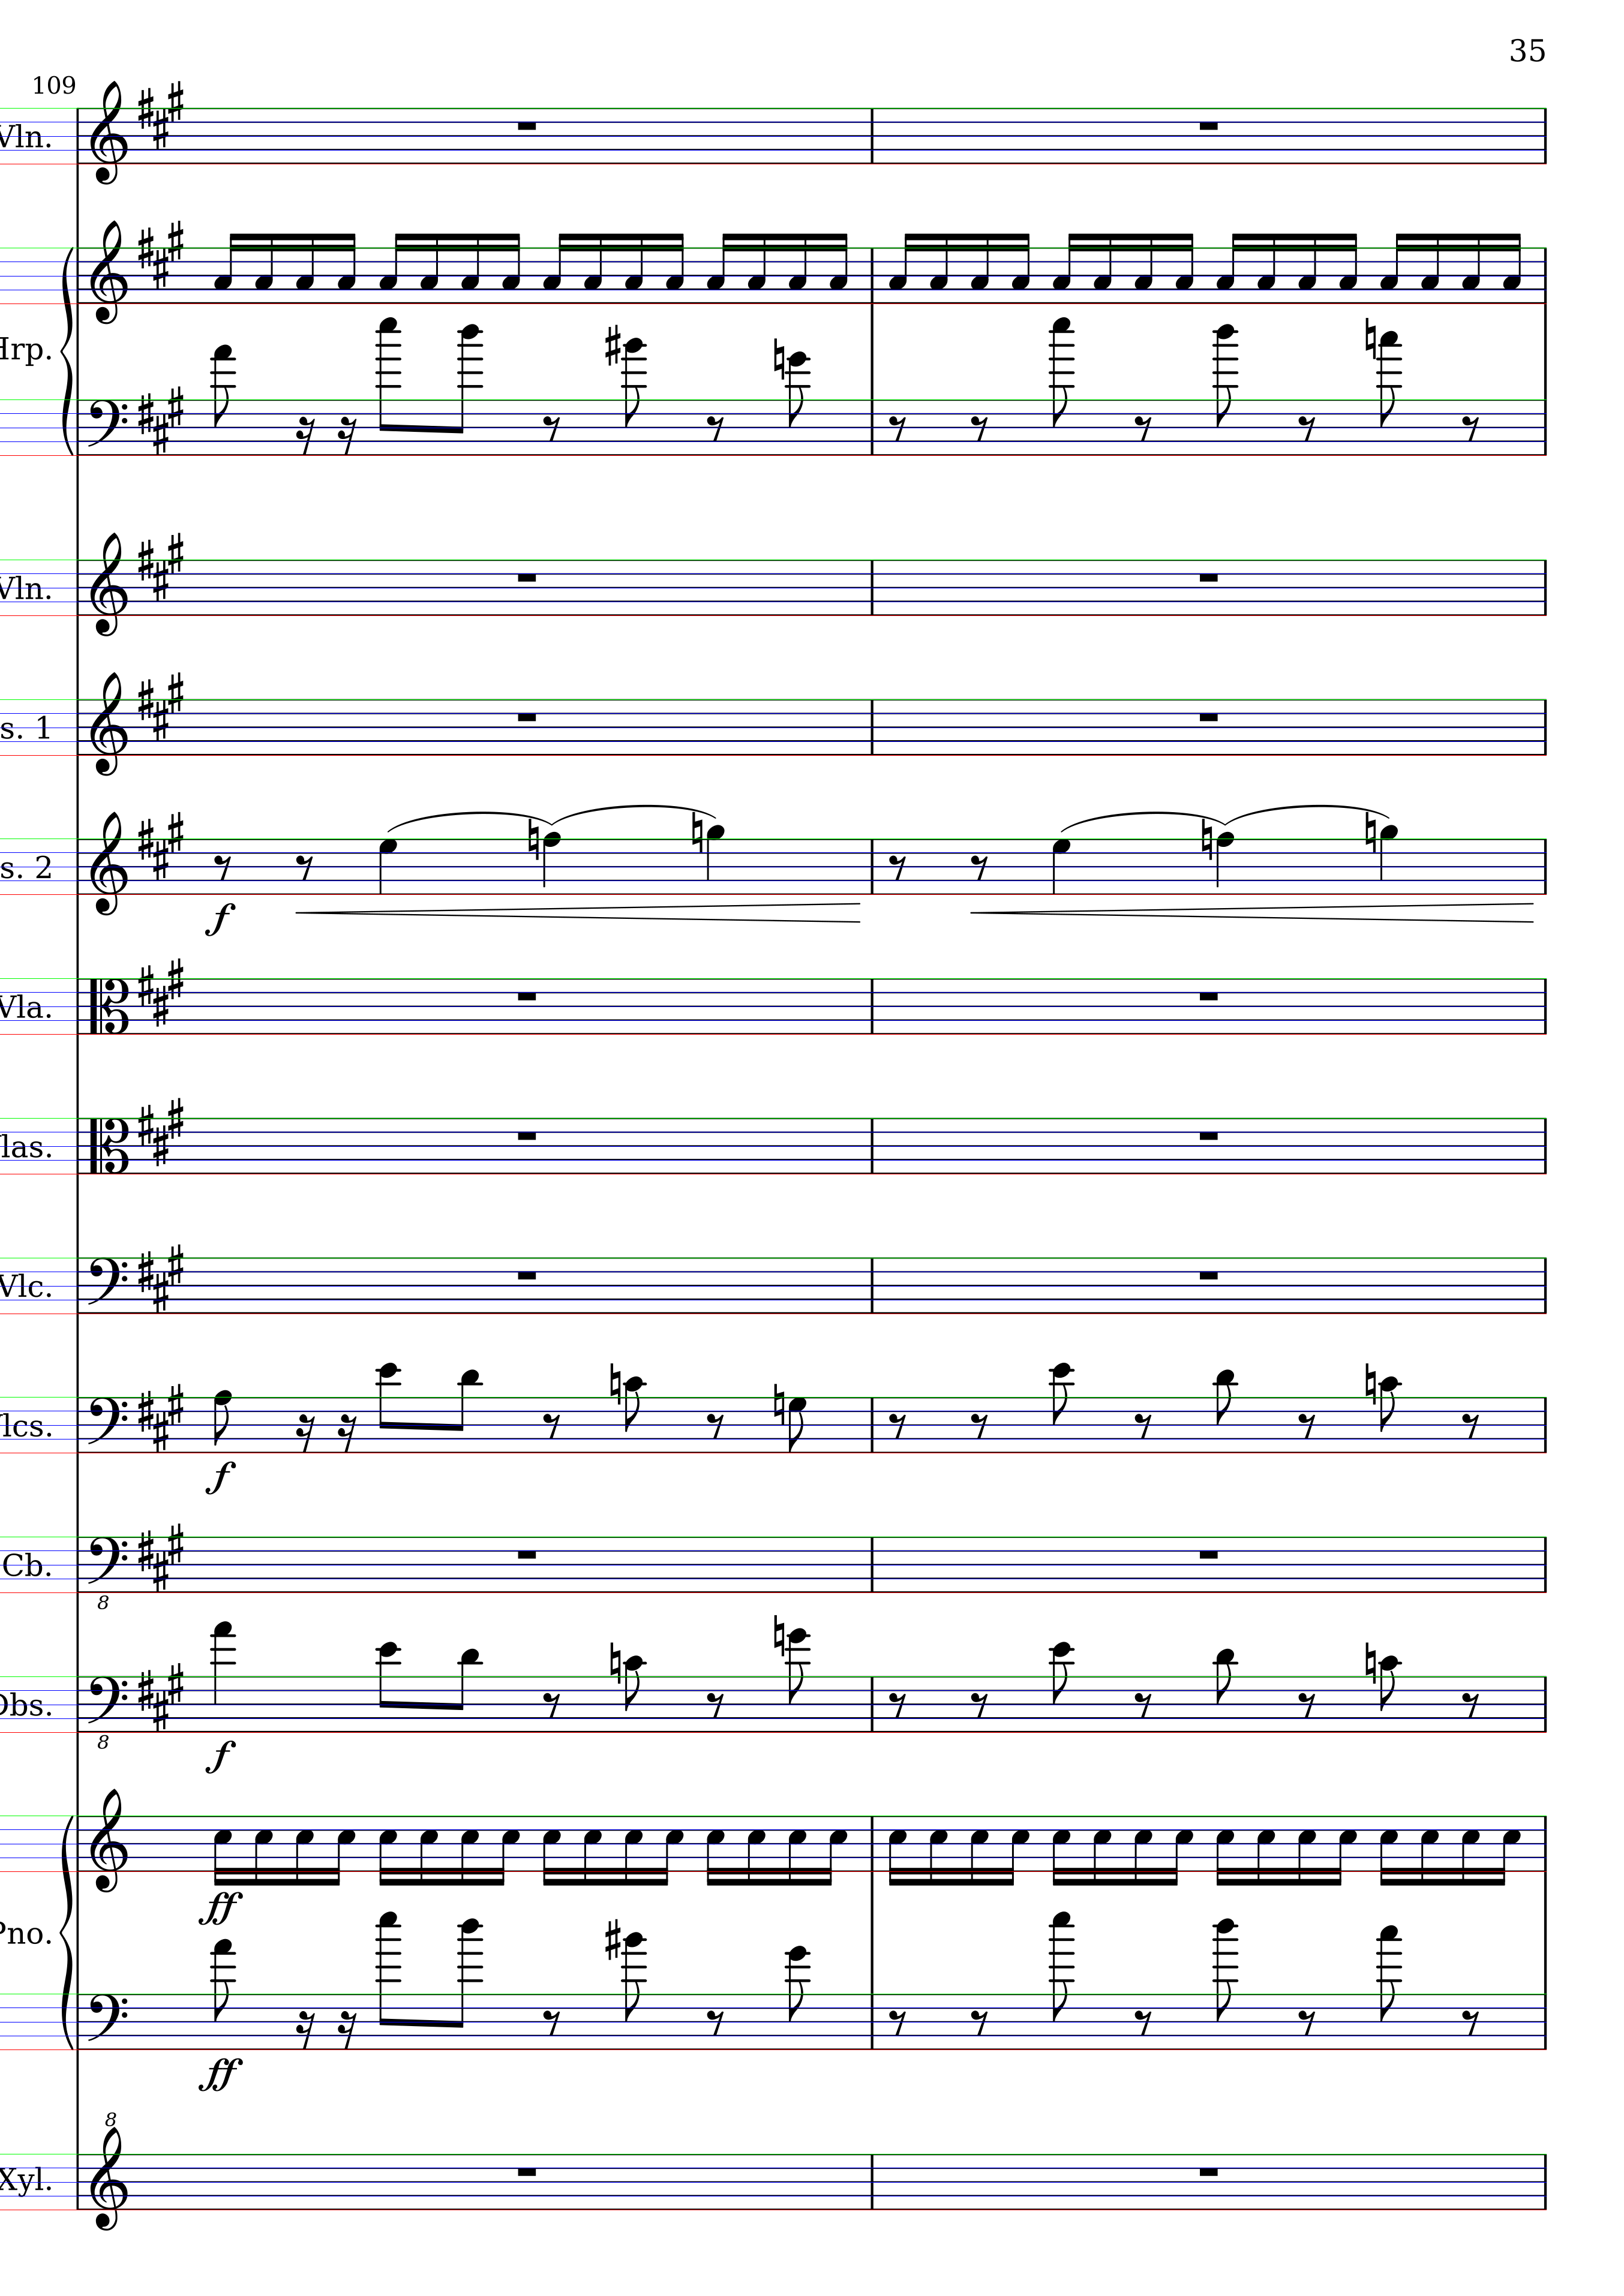 35
109
Vln.
Hrp.
Vln.
s. 1
s. 2
f
Vla.
las.
Vlc.
lcs.
f
Cb.
8
Dbs.
8
f
ff
Pno.
ff
8
Xyl.